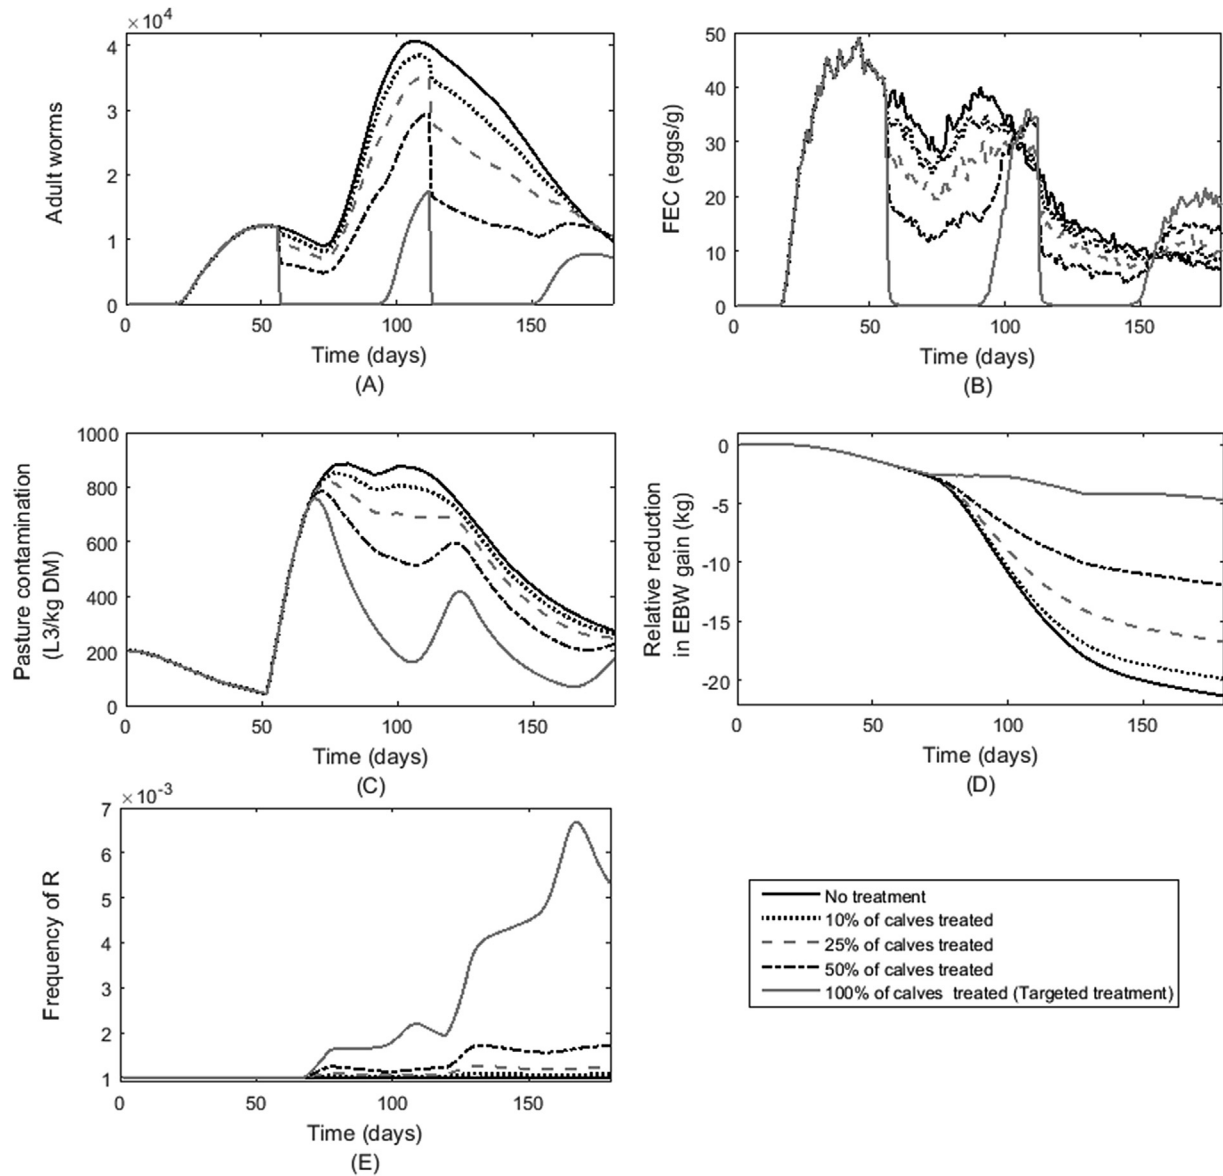 ×10⁴
4
3
2
1
0
Adult worms
0 50 100 150
Time (days)
(A)
50
40
30
20
10
0
FEC (eggs/g)
0 50 100 150
Time (days)
(B)
1000
800
600
400
200
0
Pasture contamination
(L3/kg DM)
0 50 100 150
Time (days)
(C)
0
-5
-10
-15
-20
Relative reduction
in EBW gain (kg)
0 50 100 150
Time (days)
(D)
×10⁻³
7
6
5
4
3
2
1
Frequency of R
0 50 100 150
Time (days)
(E)
No treatment
10% of calves treated
25% of calves treated
50% of calves treated
100% of calves treated (Targeted treatment)